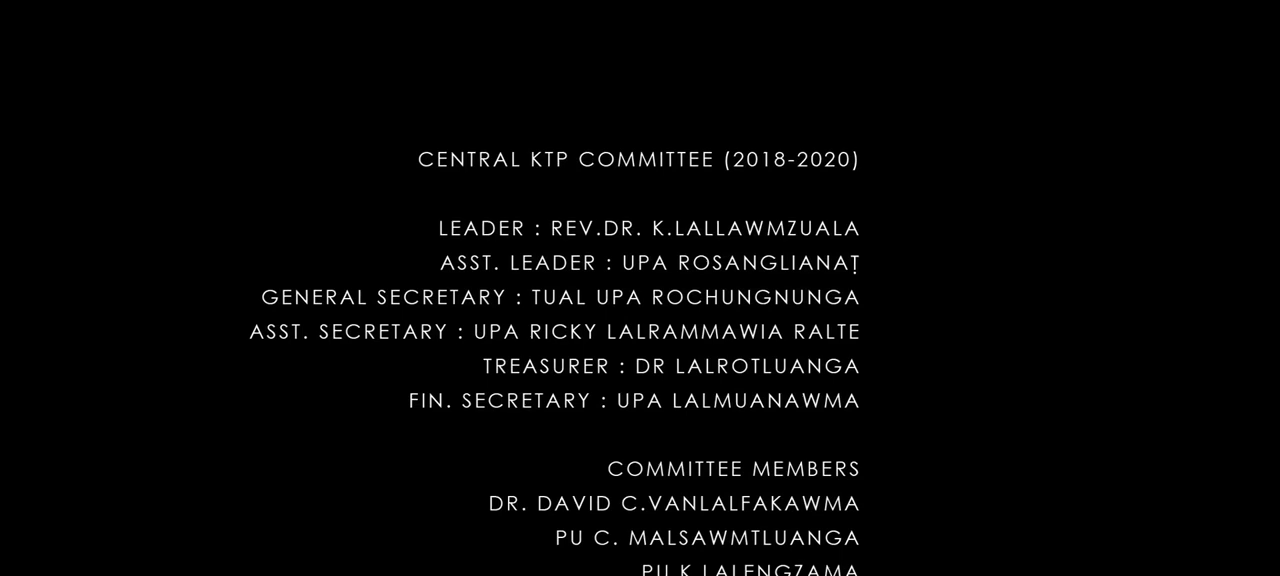 CENTRAL KTP COMMITTEE (2018-2020)
LEADER : REV.DR. K.LALLAWMZUALA
ASST. LEADER : UPA ROSANGLIANAṬ
GENERAL SECRETARY : TUAL UPA ROCHUNGNUNGA
ASST. SECRETARY : UPA RICKY LALRAMMAWIA RALTE
TREASURER : DR LALROTLUANGA
FIN. SECRETARY : UPA LALMUANAWMA
COMMITTEE MEMBERS
DR. DAVID C.VANLALFAKAWMA
PU C. MALSAWMTLUANGA
PU K LALENGZAMA